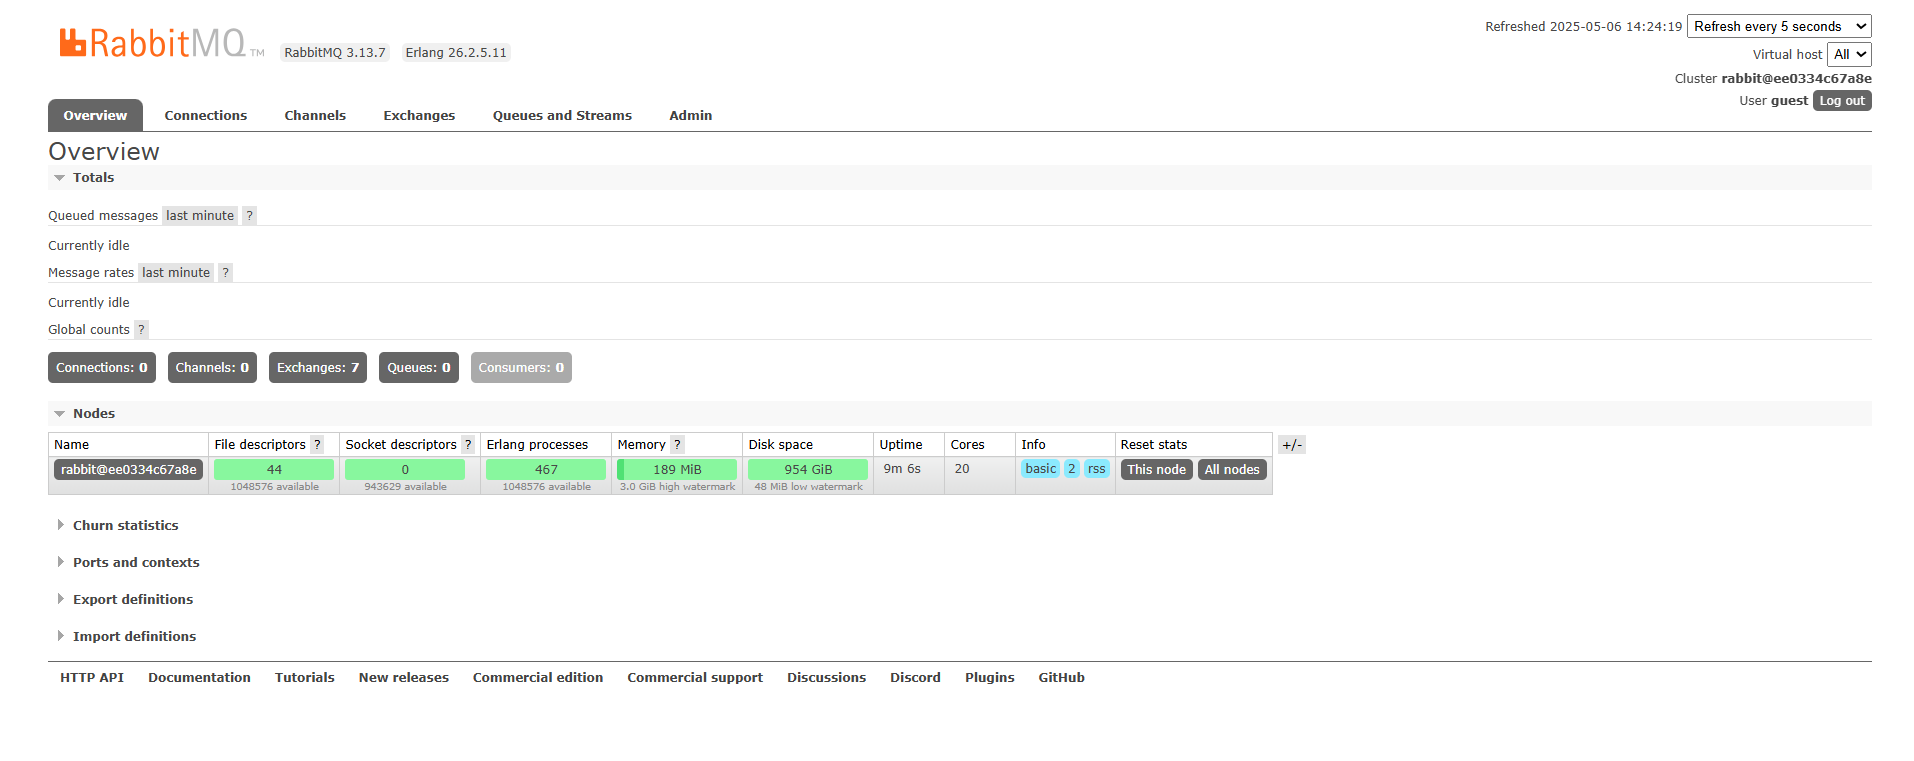 RabbitMQ TM RabbitMQ 3.13.7 Erlang 26.2.5.11
Refreshed 2025-05-06 14:24:19 Refresh every 5 seconds
Virtual host All
Cluster rabbit@ee0334c67a8e
User guest Log out
Overview Connections Channels Exchanges Queues and Streams Admin
Overview
Totals
Queued messages last minute ?
Currently idle
Message rates last minute ?
Currently idle
Global counts ?
Connections: 0 Channels: 0 Exchanges: 7 Queues: 0 Consumers: 0
Nodes
Name File descriptors ? Socket descriptors ? Erlang processes Memory ? Disk space Uptime Cores Info Reset stats +/-
rabbit@ee0334c67a8e 44 0 467 189 MiB 954 GiB 9m 6s 20 basic 2 rss This node All nodes
1048576 available 943629 available 1048576 available 3.0 GiB high watermark 48 MiB low watermark
Churn statistics
Ports and contexts
Export definitions
Import definitions
HTTP API Documentation Tutorials New releases Commercial edition Commercial support Discussions Discord Plugins GitHub